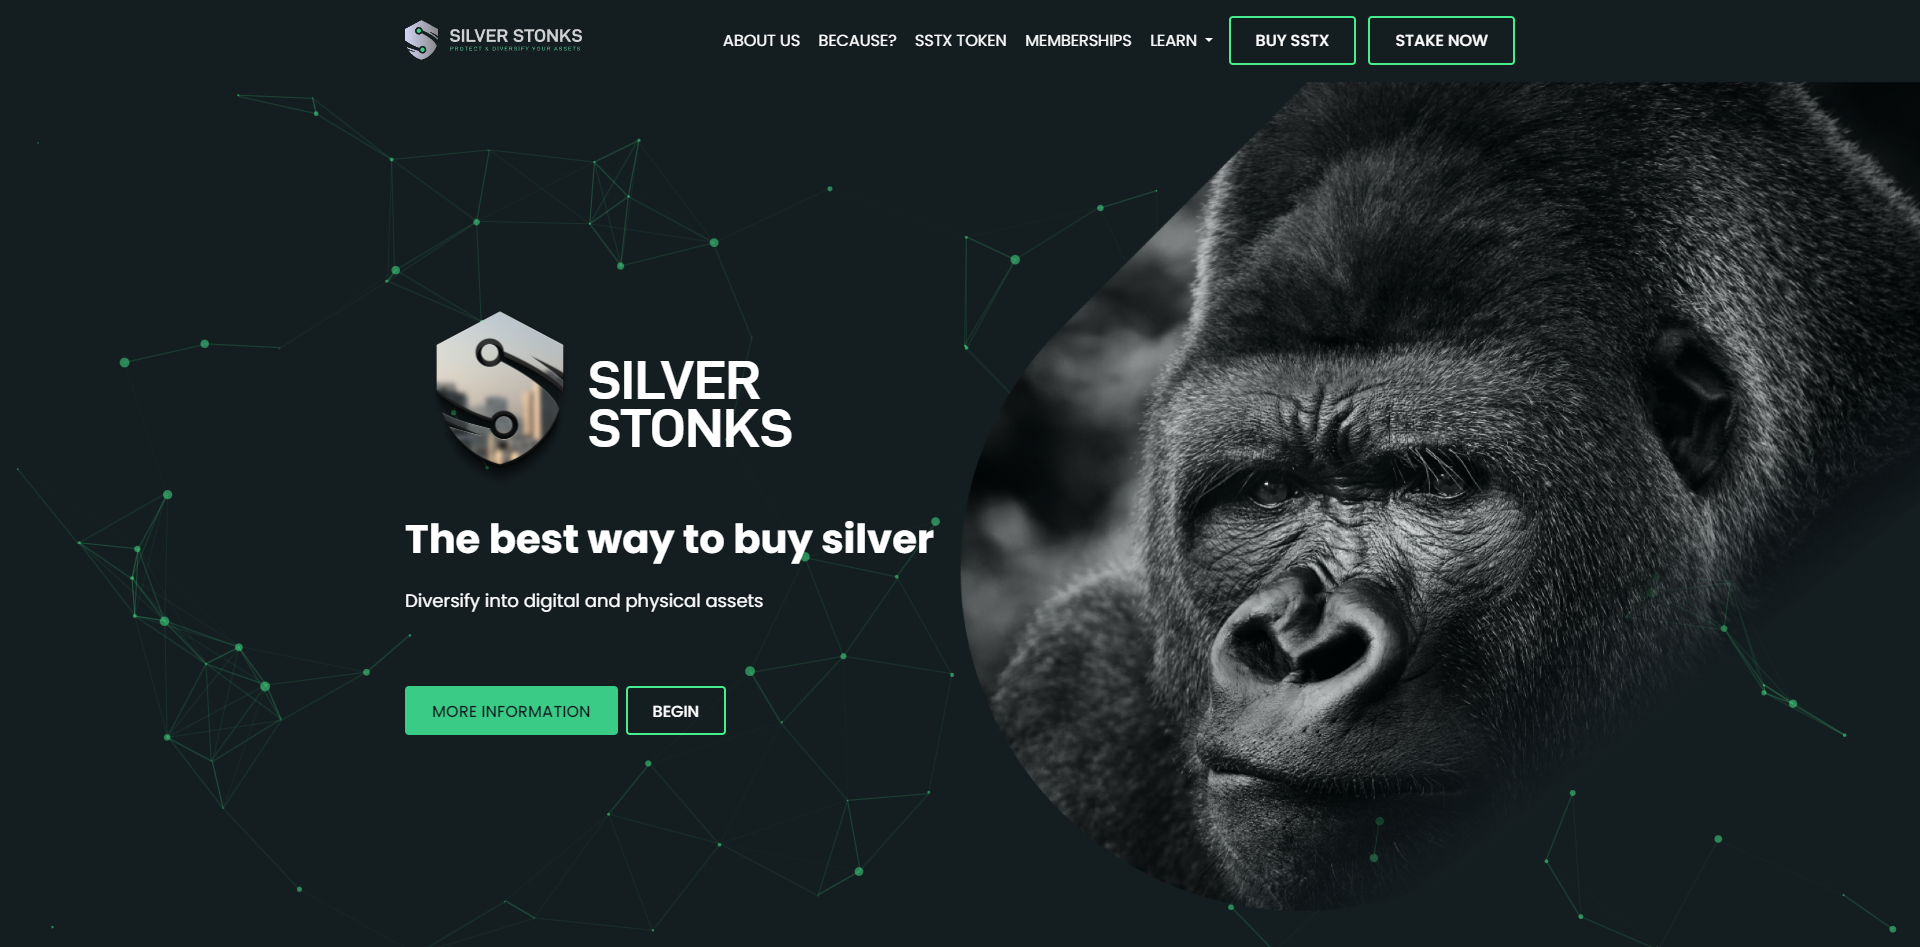 SILVER STONKS
PROTECT & DIVERSIFY YOUR ASSETS
ABOUT US
BECAUSE?
SSTX TOKEN
MEMBERSHIPS
LEARN
BUY SSTX
STAKE NOW
SILVER
STONKS
The best way to buy silver
Diversify into digital and physical assets
MORE INFORMATION
BEGIN